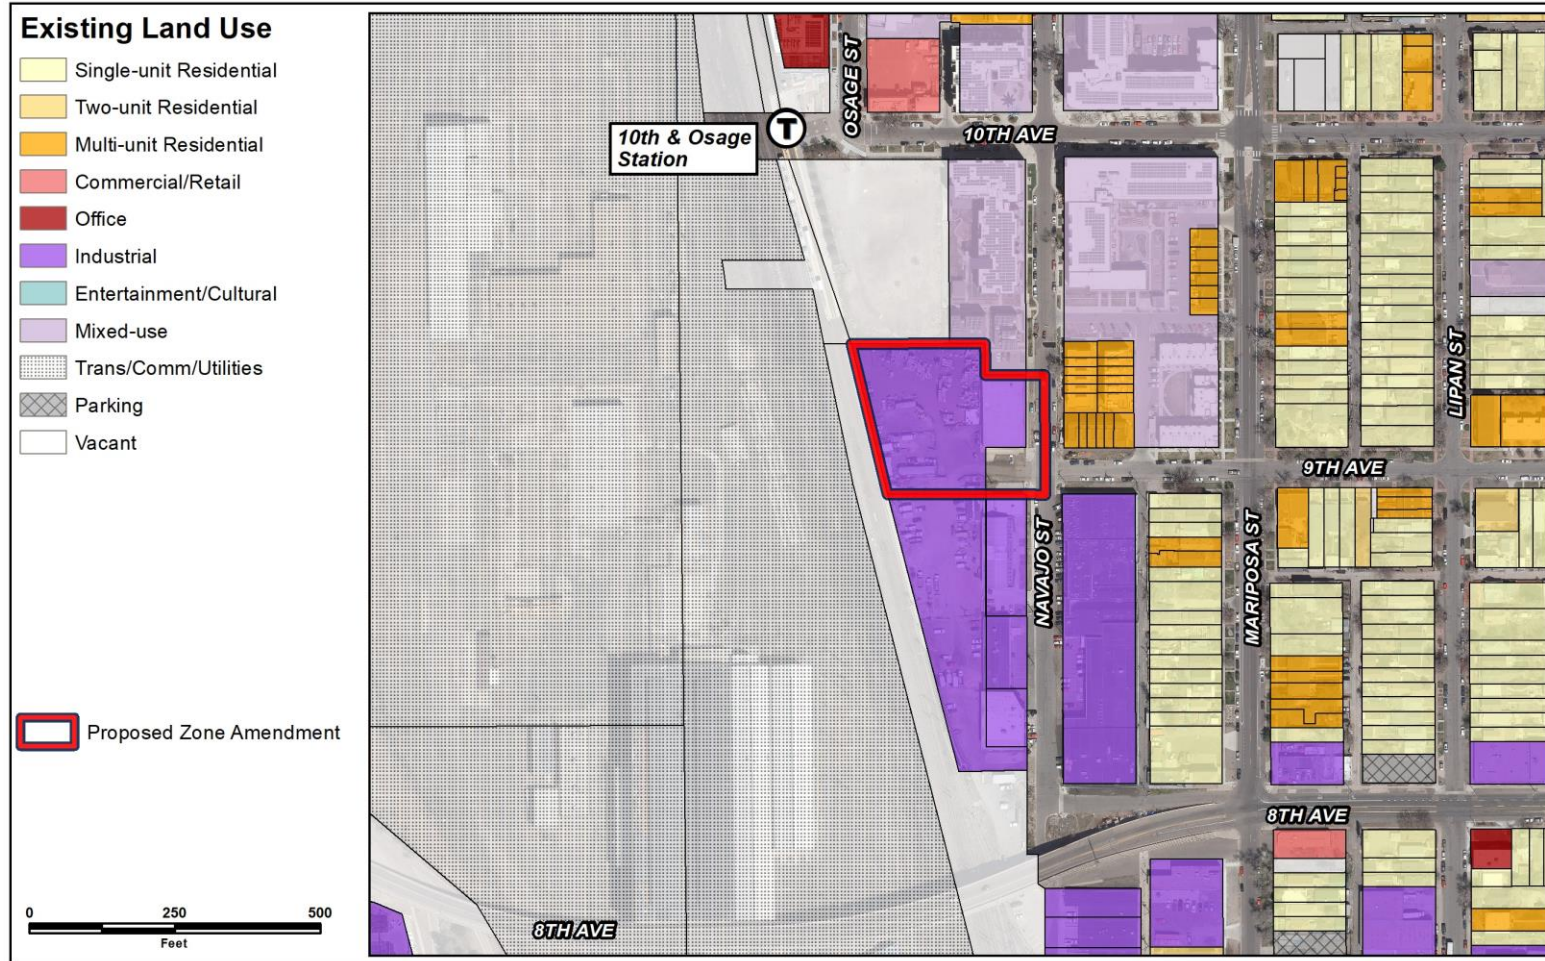 Existing Land Use
Single-unit Residential
Two-unit Residential
Multi-unit Residential
Commercial/Retail
Office
Industrial
Entertainment/Cultural
Mixed-use
Trans/Comm/Utilities
Parking
Vacant
Proposed Zone Amendment
0 250 500
Feet
OSAGE ST
T
10th & Osage
Station
10TH AVE
LIPAN ST
9TH AVE
NAVAJO ST
MARIPOSA ST
8TH AVE
8TH AVE